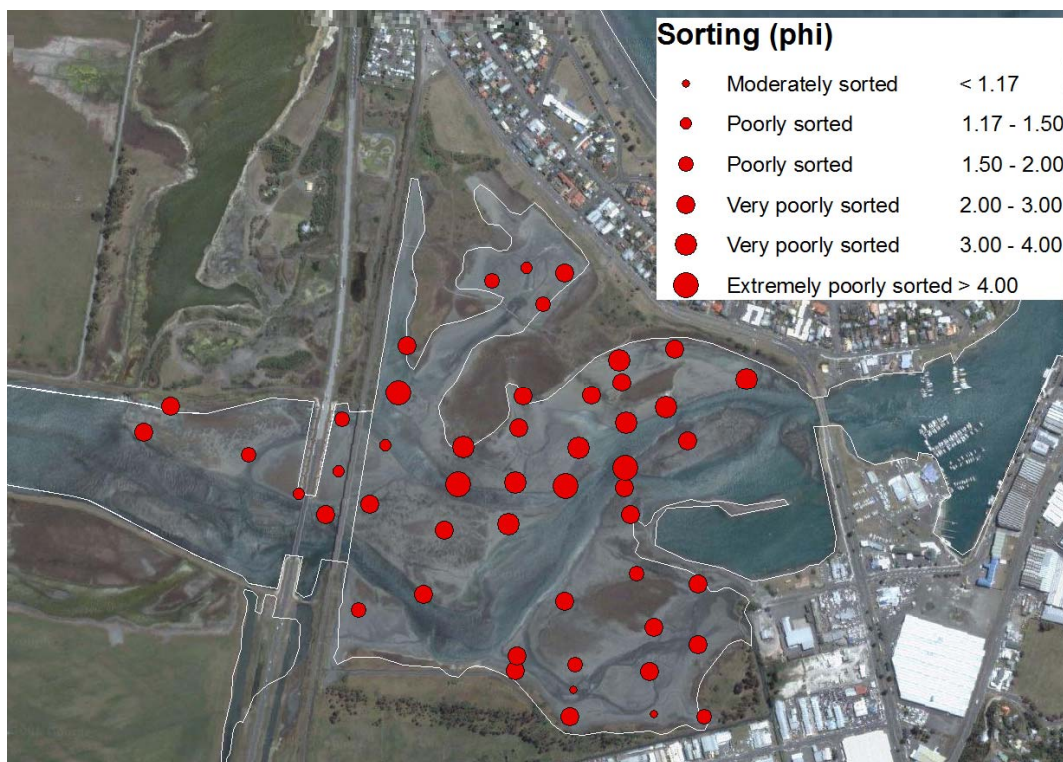 Sorting (phi)
Moderately sorted < 1.17
Poorly sorted 1.17 - 1.50
Poorly sorted 1.50 - 2.00
Very poorly sorted 2.00 - 3.00
Very poorly sorted 3.00 - 4.00
Extremely poorly sorted > 4.00